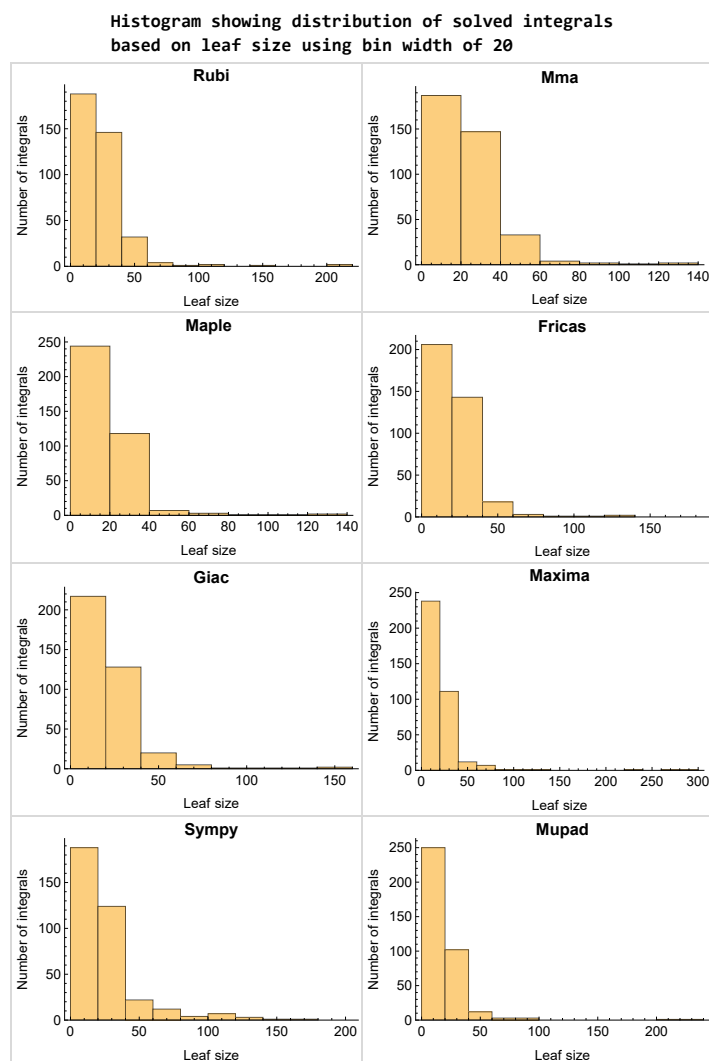 Histogram showing distribution of solved integrals
based on leaf size using bin width of 20
Rubi
Number of integrals
150
100
50
0
0 50 100 150 200
Leaf size
Mma
Number of integrals
150
100
50
0
0 20 40 60 80 100 120 140
Leaf size
Maple
Number of integrals
250
200
150
100
50
0
0 20 40 60 80 100 120 140
Leaf size
Fricas
Number of integrals
200
150
100
50
0
0 50 100 150
Leaf size
Giac
Number of integrals
200
150
100
50
0
0 50 100 150
Leaf size
Maxima
Number of integrals
250
200
150
100
50
0
0 50 100 150 200 250 300
Leaf size
Sympy
Number of integrals
150
100
50
0
0 50 100 150 200
Leaf size
Mupad
Number of integrals
250
200
150
100
50
0
0 50 100 150 200
Leaf size